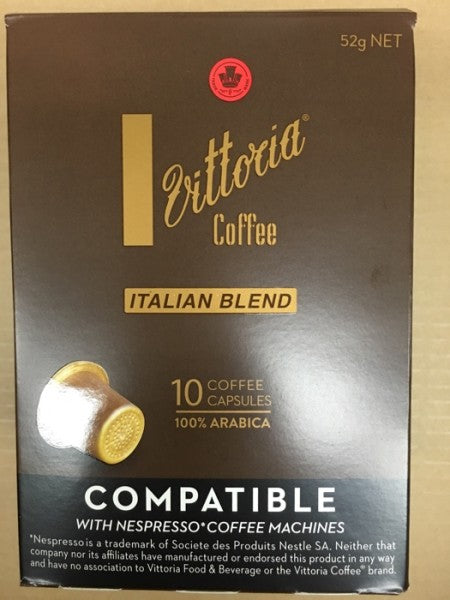 52g NET
Vittoria®
Coffee
ITALIAN BLEND
10 COFFEE
CAPSULES
100% ARABICA
COMPATIBLE
WITH NESPRESSO* COFFEE MACHINES
*Nespresso is a trademark of Societe des Produits Nestle SA. Neither that
company nor its affiliates have manufactured or endorsed this product in any way
and have no association to Vittoria Food & Beverage or the Vittoria Coffee® brand.